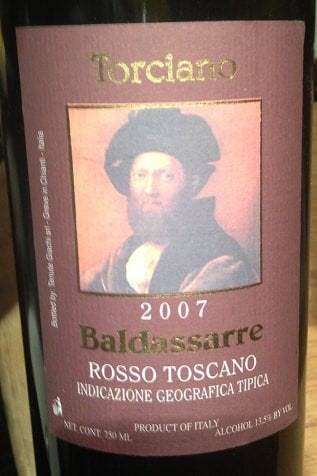 Torciano
Bottled by: Tenute Giachi srl - Greve in Chianti - Italia
2007
Baldassarre
ROSSO TOSCANO
INDICAZIONE GEOGRAFICA TIPICA
NET. CONT. 750 ML PRODUCT OF ITALY ALCOHOL 13.5% BY VOL